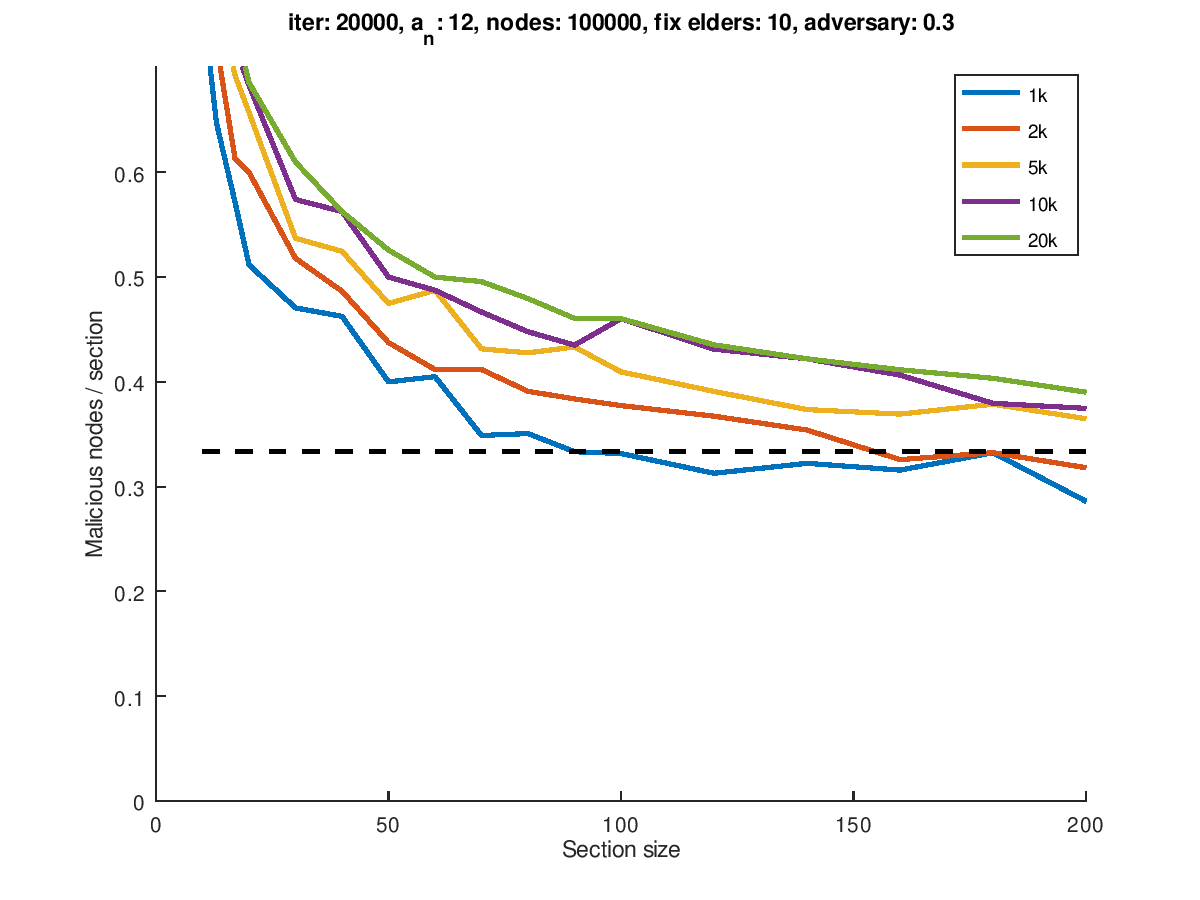 iter: 20000, a_n: 12, nodes: 100000, fix elders: 10, adversary: 0.3
1k
2k
5k
10k
20k
Malicious nodes / section
0.6
0.5
0.4
0.3
0.2
0.1
0
0 50 100 150 200
Section size